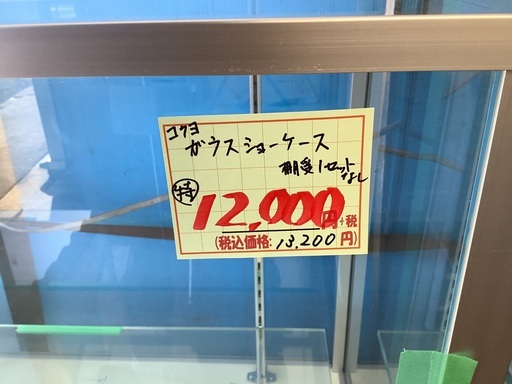 コクヨ
ガラスショーケース
棚受1セット
なし
特 12,000円+税
(税込価格: 13,200円)